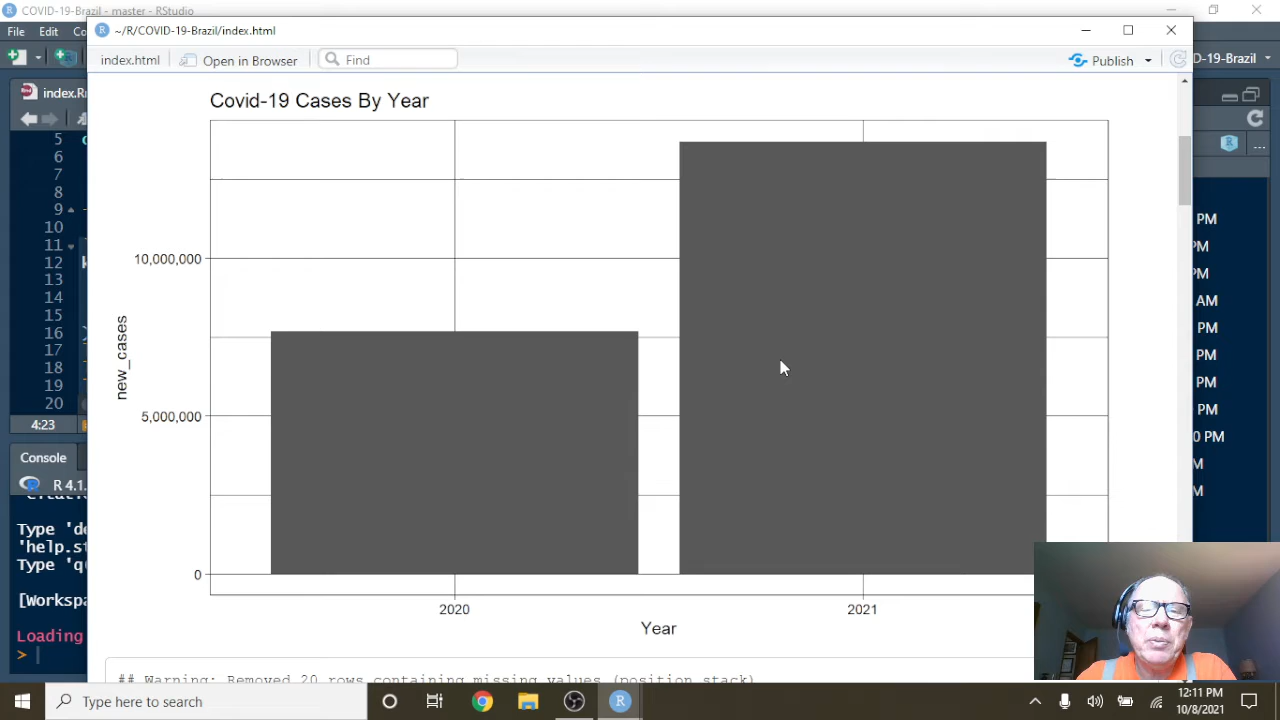 COVID-19-Brazil - master - RStudio
~/R/COVID-19-Brazil/index.html
File Edit
index.html Open in Browser Find Publish
D-19-Brazil
Covid-19 Cases By Year
5
6
7
8
9
10
11
12
13
14
15
16
17
18
19
20
4:23
Console
R 4.1.
Type 'de
'help.st
Type 'q(
[Workspa
Loading
>
10,000,000
5,000,000
0
new_cases
2020 2021
Year
## Warning: Removed 20 rows containing missing values (position_stack)
PM
PM
PM
AM
PM
PM
PM
PM
0 PM
M
M
Type here to search
12:11 PM
10/8/2021